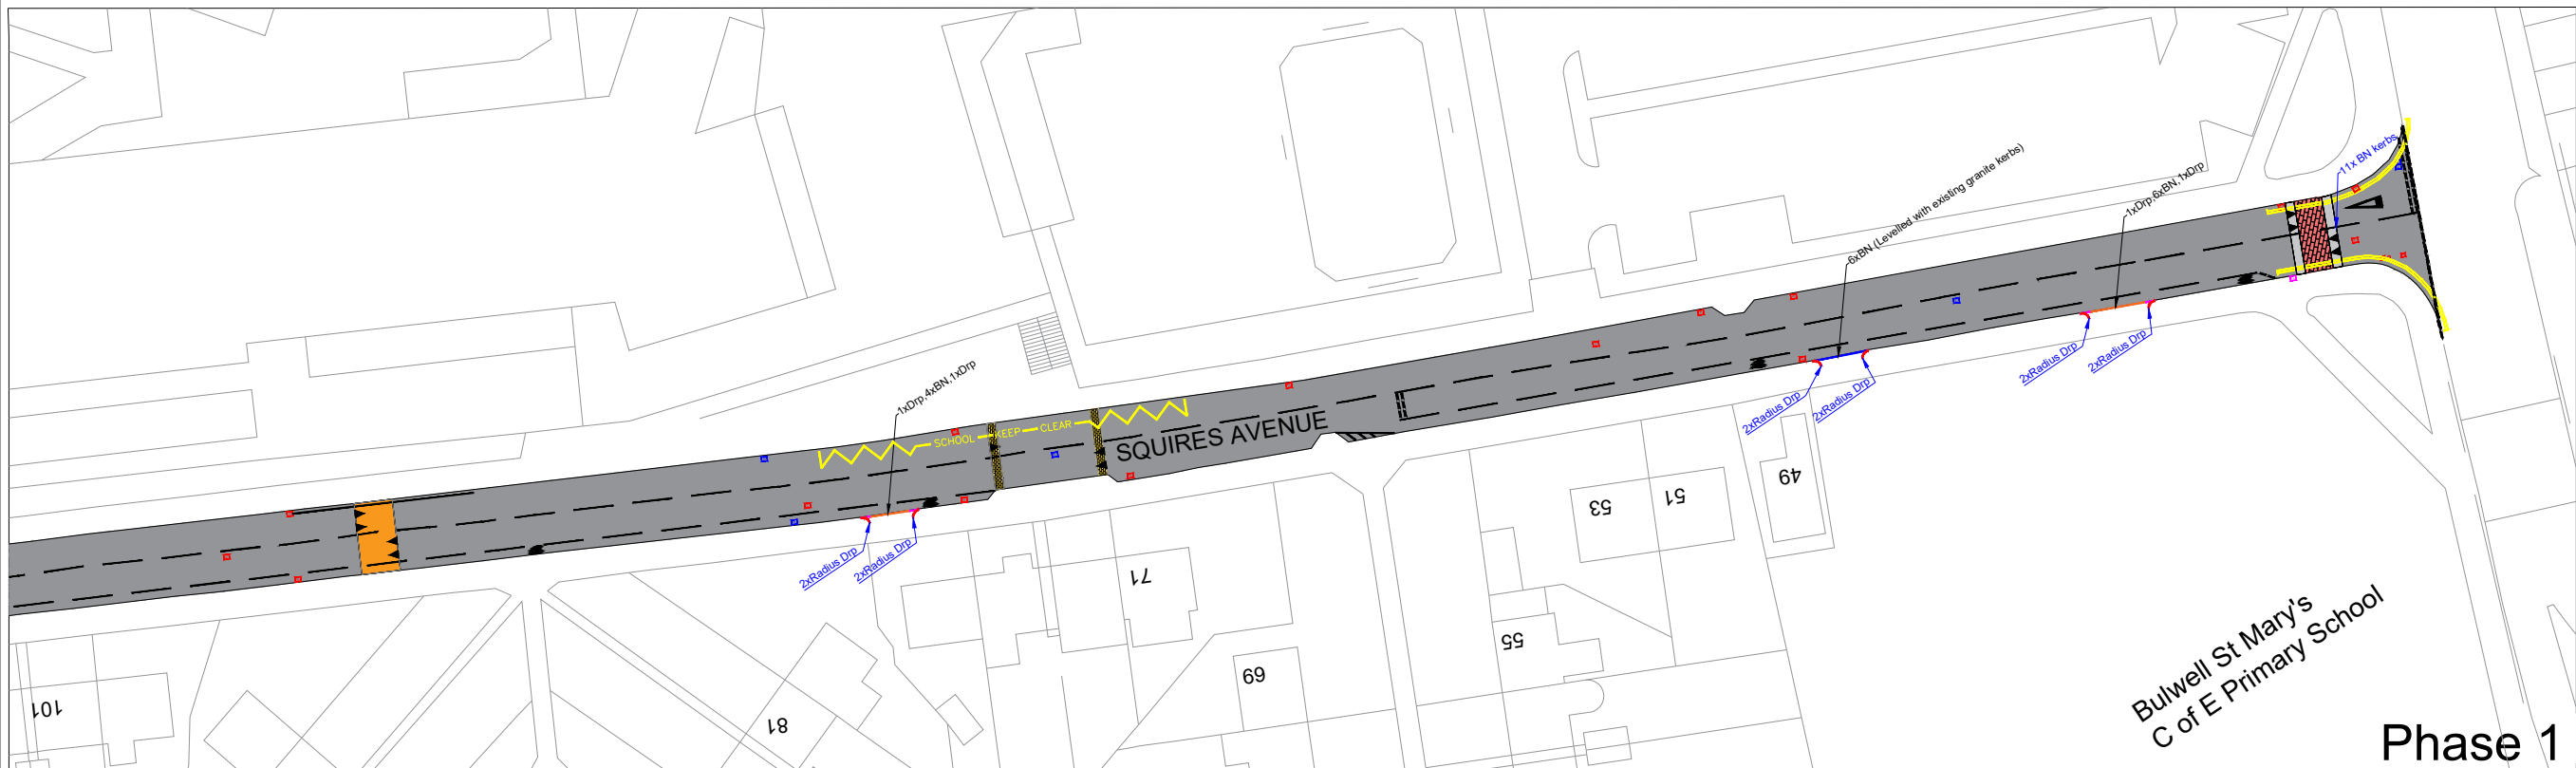 11x BN kerbs
1xDrp,6xBN,1xDrp
6xBN (Levelled with existing granite kerbs)
2xRadius Drp
2xRadius Drp
2xRadius Drp
2xRadius Drp
1xDrp,4xBN,1xDrp
SCHOOL KEEP CLEAR
SQUIRES AVENUE
2xRadius Drp
2xRadius Drp
49
51
53
71
55
69
81
101
Bulwell St Mary's
C of E Primary School
Phase 1